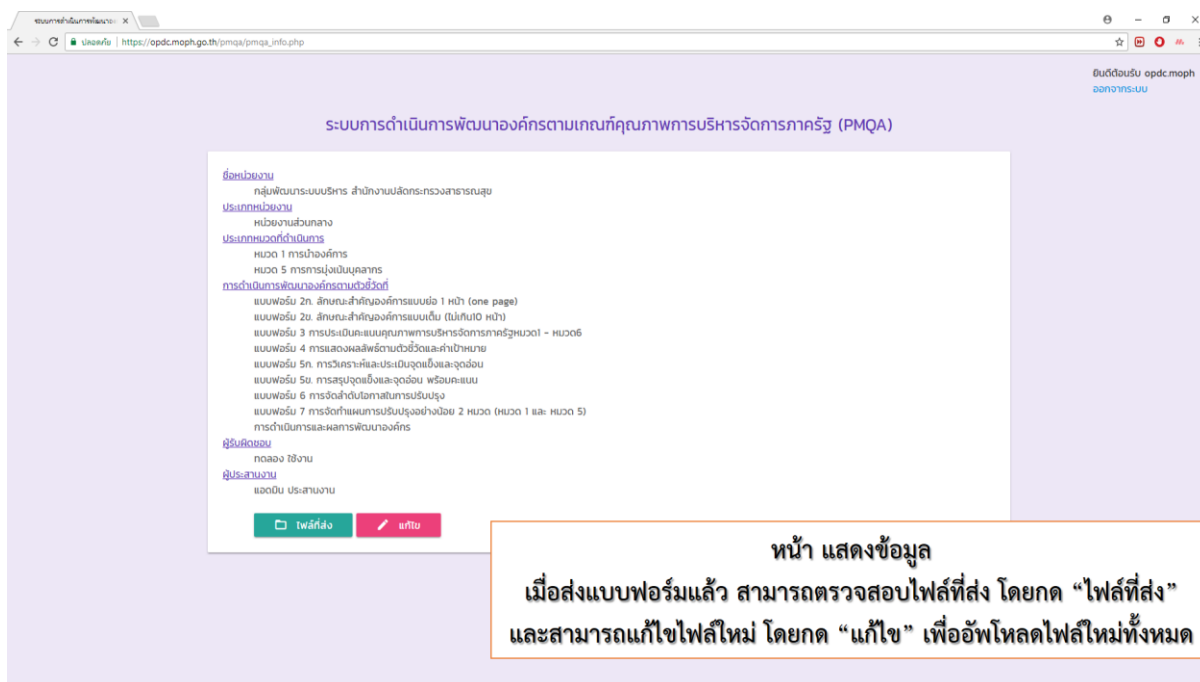 ระบบการดำเนินการพัฒนาอง
ปลอดภัย | https://opdc.moph.go.th/pmqa/pmqa_info.php
ยินดีต้อนรับ opdc.moph
ออกจากระบบ
ระบบการดำเนินการพัฒนาองค์กรตามเกณฑ์คุณภาพการบริหารจัดการภาครัฐ (PMQA)
ชื่อหน่วยงาน
กลุ่มพัฒนาระบบบริหาร สำนักงานปลัดกระทรวงสาธารณสุข
ประเภทหน่วยงาน
หน่วยงานส่วนกลาง
ประเภทหมวดที่ดำเนินการ
หมวด 1 การนำองค์การ
หมวด 5 การการมุ่งเน้นบุคลากร
การดำเนินการพัฒนาองค์กรตามตัวชี้วัดที่
แบบฟอร์ม 2ก. ลักษณะสำคัญองค์การแบบย่อ 1 หน้า (one page)
แบบฟอร์ม 2ข. ลักษณะสำคัญองค์การแบบเต็ม (ไม่เกิน10 หน้า)
แบบฟอร์ม 3 การประเมินคะแนนคุณภาพการบริหารจัดการภาครัฐหมวด1 - หมวด6
แบบฟอร์ม 4 การแสดงผลลัพธ์ตามตัวชี้วัดและค่าเป้าหมาย
แบบฟอร์ม 5ก. การวิเคราะห์และประเมินจุดแข็งและจุดอ่อน
แบบฟอร์ม 5ข. การสรุปจุดแข็งและจุดอ่อน พร้อมคะแนน
แบบฟอร์ม 6 การจัดลำดับโอกาสในการปรับปรุง
แบบฟอร์ม 7 การจัดทำแผนการปรับปรุงอย่างน้อย 2 หมวด (หมวด 1 และ หมวด 5)
การดำเนินการและผลการพัฒนาองค์กร
ผู้รับผิดชอบ
ทดลอง ใช้งาน
ผู้ประสานงาน
แอดมิน ประสานงาน
ไฟล์ที่ส่ง
แก้ไข
หน้า แสดงข้อมูล
เมื่อส่งแบบฟอร์มแล้ว สามารถตรวจสอบไฟล์ที่ส่ง โดยกด “ไฟล์ที่ส่ง”
และสามารถแก้ไขไฟล์ใหม่ โดยกด “แก้ไข” เพื่ออัพโหลดไฟล์ใหม่ทั้งหมด